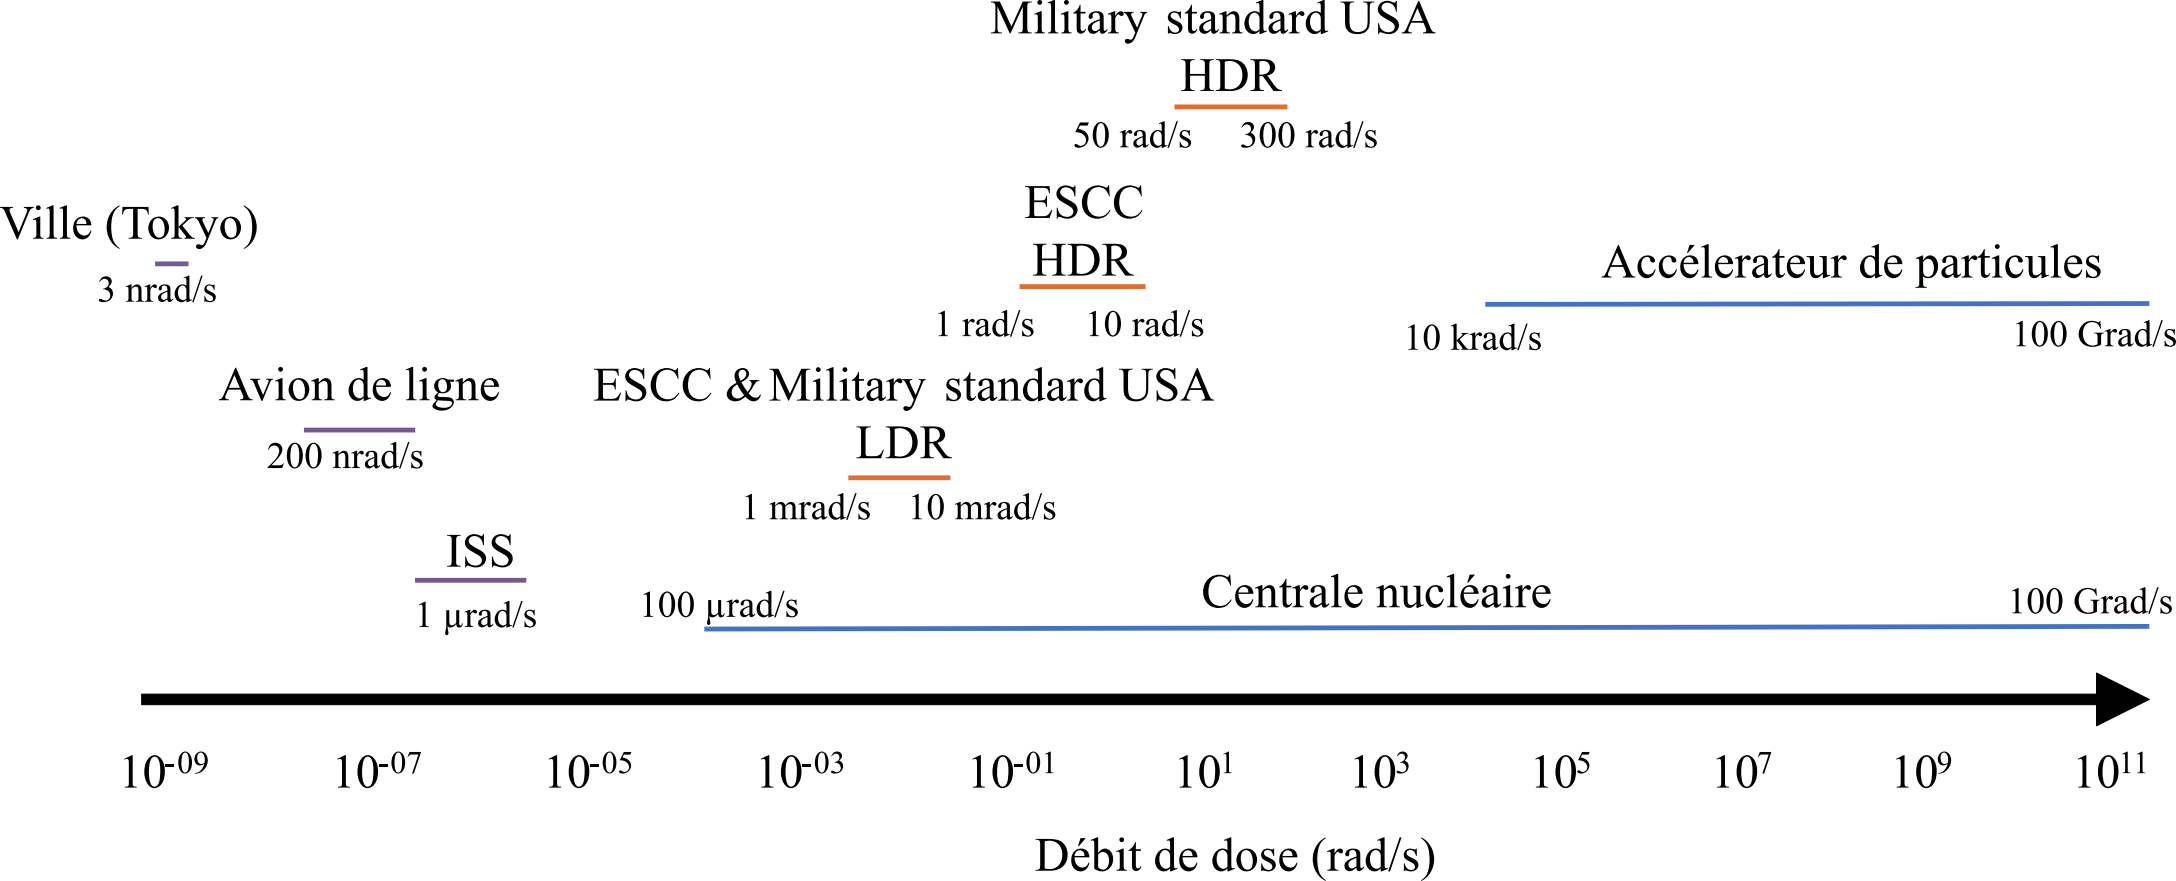 Military standard USA
HDR
50 rad/s 300 rad/s
ESCC
HDR
1 rad/s 10 rad/s
Ville (Tokyo)
3 nrad/s
Accélerateur de particules
10 krad/s 100 Grad/s
Avion de ligne
200 nrad/s
ESCC & Military standard USA
LDR
1 mrad/s 10 mrad/s
ISS
1 µrad/s
Centrale nucléaire
100 µrad/s 100 Grad/s
10⁻⁰⁹ 10⁻⁰⁷ 10⁻⁰⁵ 10⁻⁰³ 10⁻⁰¹ 10¹ 10³ 10⁵ 10⁷ 10⁹ 10¹¹
Débit de dose (rad/s)